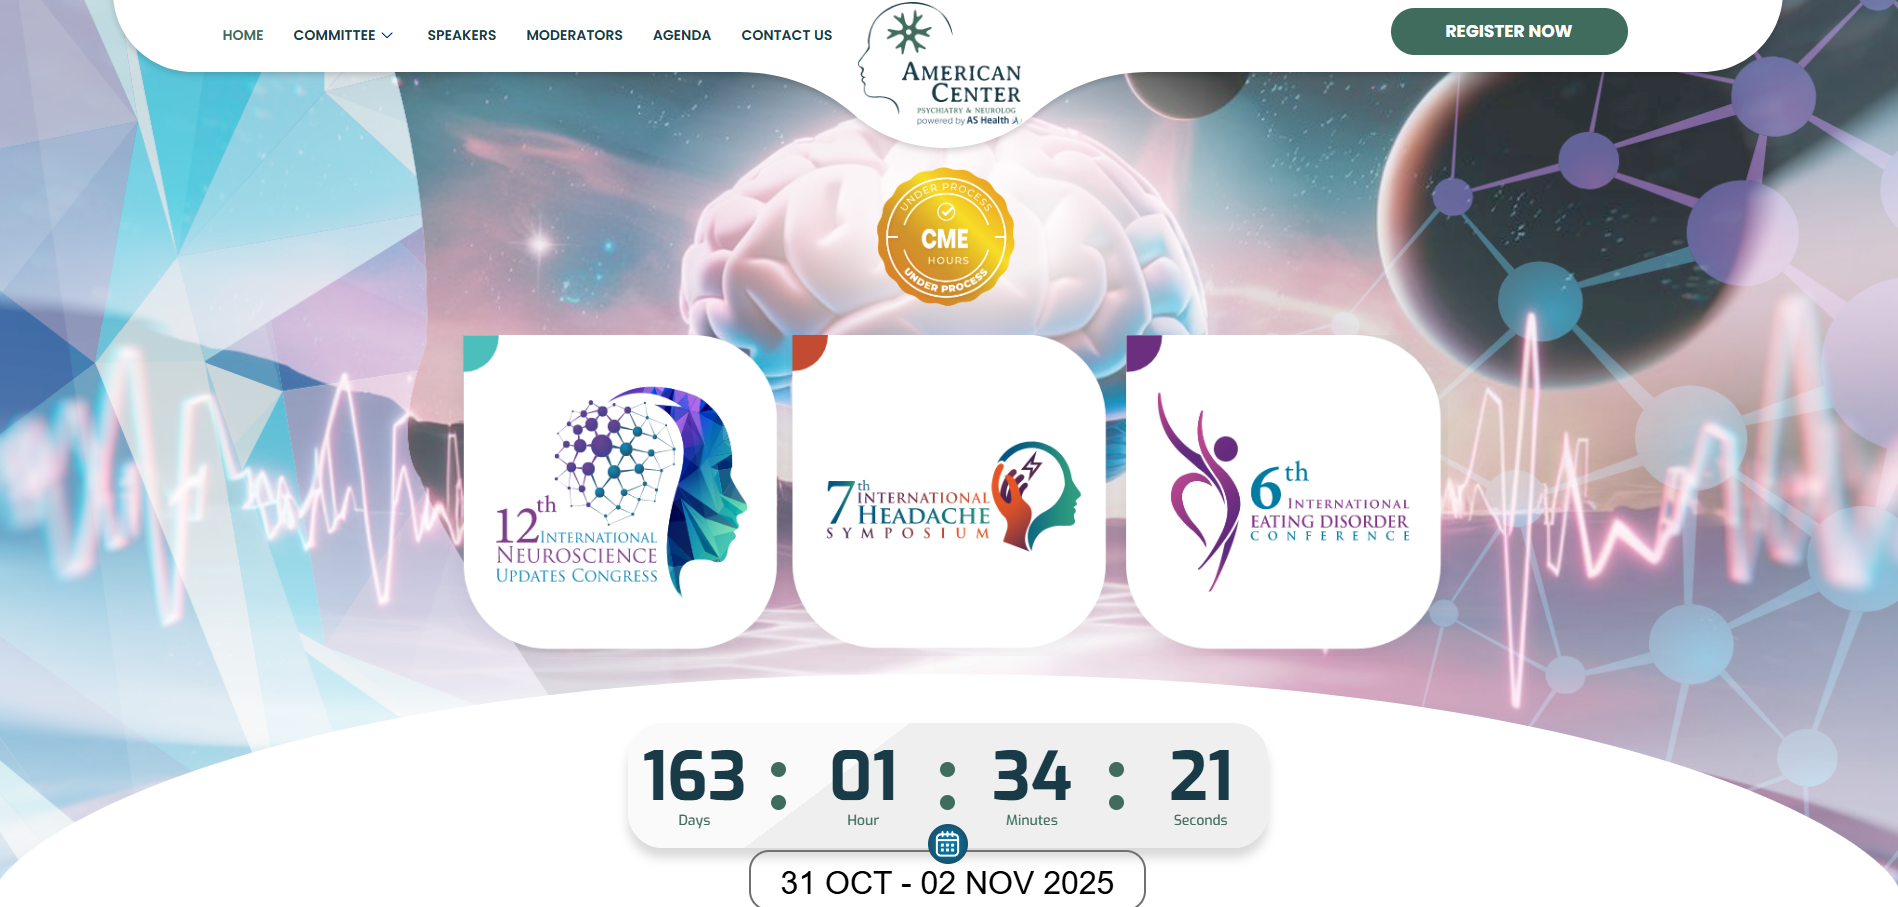 HOME
COMMITTEE
SPEAKERS
MODERATORS
AGENDA
CONTACT US
AMERICAN
CENTER
PSYCHIATRY & NEUROLOG
powered by AS Health
REGISTER NOW
UNDER PROCESS
CME
HOURS
UNDER PROCESS
12th
INTERNATIONAL
NEUROSCIENCE
UPDATES CONGRESS
7th
INTERNATIONAL
HEADACHE
SYMPOSIUM
6th
INTERNATIONAL
EATING DISORDER
CONFERENCE
163 : 01 : 34 : 21
Days Hour Minutes Seconds
31 OCT - 02 NOV 2025